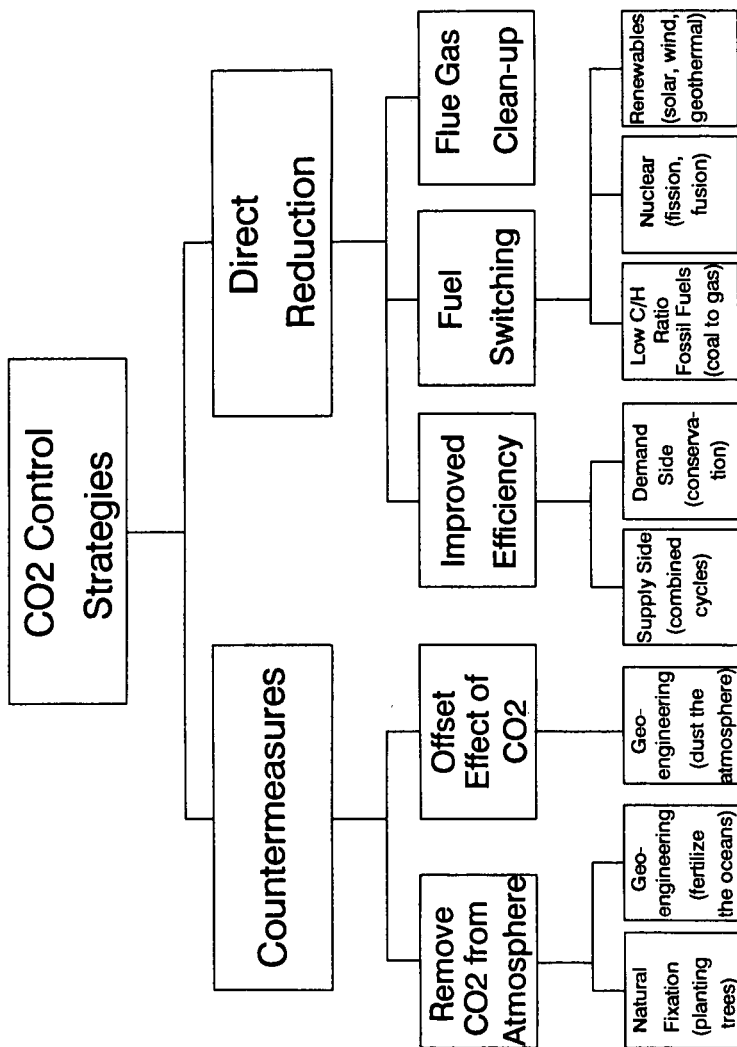 CO2 Control
Strategies
Countermeasures
Direct
Reduction
Remove
CO2 from
Atmosphere
Offset
Effect of
CO2
Improved
Efficiency
Fuel
Switching
Flue Gas
Clean-up
Natural
Fixation
(planting
trees)
Geo-
engineering
(fertilize
the oceans)
Geo-
engineering
(dust the
atmosphere)
Supply Side
(combined
cycles)
Demand
Side
(conserva-
tion)
Low C/H
Ratio
Fossil Fuels
(coal to gas)
Nuclear
(fission,
fusion)
Renewables
(solar, wind,
geothermal)